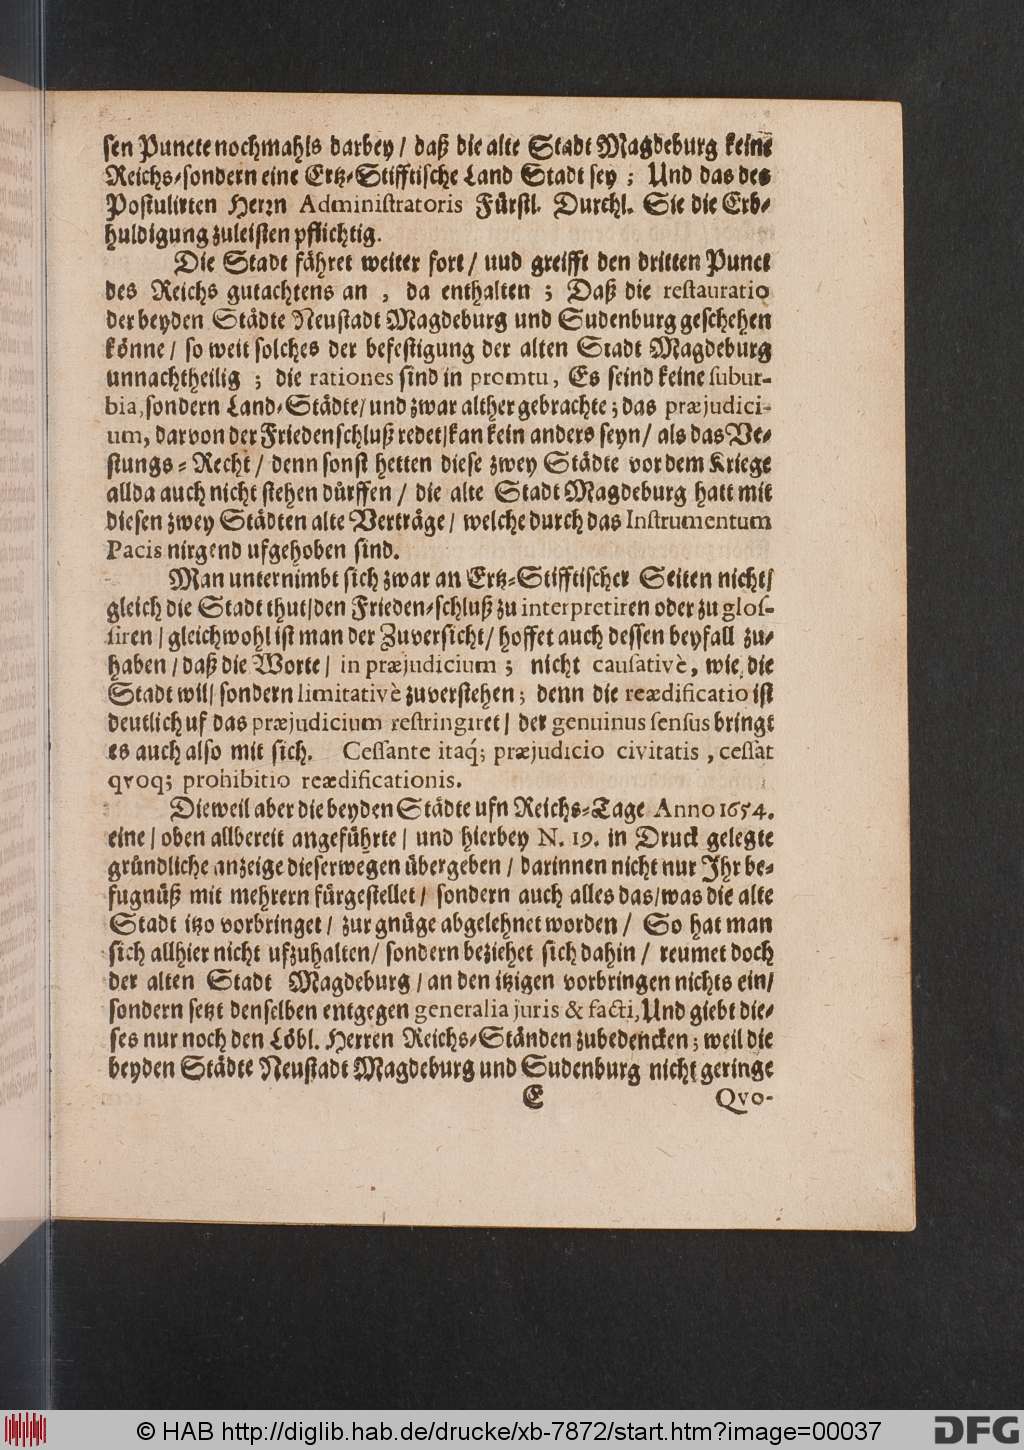 sen Puncte nochmahls darbey / daß die alte Stadt Magdeburg keine
Reichs-sondern eine Ertz-Stifftische Land Stadt sey ; Und das des
Postulirten Herrn Administratoris Fürstl. Durchl. Sie die Erb-
huldigung zuleisten pflichtig.
Die Stadt fähret weiter fort / uud greifft den dritten Punct
des Reichs gutachtens an , da enthalten ; Daß die restauratio
der beyden Städte Neustadt Magdeburg und Sudenburg geschehen
könne / so weit solches der befestigung der alten Stadt Magdeburg
unnachtheilig ; die rationes sind in promtu, Es seind keine subur-
bia, sondern Land-Städte / und zwar alther gebrachte ; das præjudici-
um, darvon der Friedenschluß redet / kan kein anders seyn / als das Ve-
stungs-Recht / denn sonst hetten diese zwey Städte vor dem Kriege
allda auch nicht stehen dürffen / die alte Stadt Magdeburg hatt mit
diesen zwey Städten alte Verträge / welche durch das Instrumentum
Pacis nirgend ufgehoben sind.
Man unternimbt sich zwar an Ertz-Stifftischer Seiten nicht /
gleich die Stadt thut / den Frieden-schluß zu interpretiren oder zu glos-
siren / gleichwohl ist man der Zuversicht / hoffet auch dessen beyfall zu-
haben / daß die Worte / in præjudicium ; nicht causativè, wie die
Stadt wil / sondern limitativè zuverstehen ; denn die reædificatio ist
deutlich uf das præjudicium restringiret / der genuinus sensus bringt
es auch also mit sich. Cessante itaq́; præjudicio civitatis , cessat
qvoq; prohibitio reædificationis.
Dieweil aber die beyden Städte ufn Reichs-Tage Anno 1654.
eine / oben allbereit angeführte / und hierbey N. 19. in Druck gelegte
gründliche anzeige dieserwegen übergeben / darinnen nicht nur Ihr be-
fugnüß mit mehrern fürgestellet / sondern auch alles das / was die alte
Stadt itzo vorbringet / zur gnüge abgelehnet worden / So hat man
sich allhier nicht ufzuhalten / sondern beziehet sich dahin / reumet doch
der alten Stadt Magdeburg / an den itzigen vorbringen nichts ein /
sondern setzt denselben entgegen generalia juris & facti, Und giebt die-
ses nur noch den Löbl. Herren Reichs-Ständen zubedencken ; weil die
beyden Städte Neustadt Magdeburg und Sudenburg nicht geringe
E Qvo-
© HAB http://diglib.hab.de/drucke/xb-7872/start.htm?image=00037
DFG